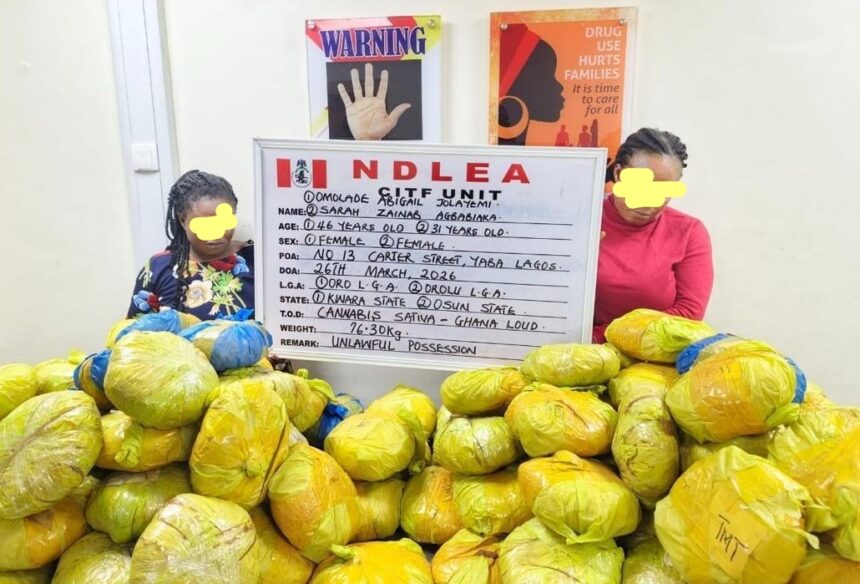 WARNING
DRUG
USE
HURTS
FAMILIES
It is time
to care
for all
NDLEA
CITF UNIT
NAME: ① OMOLADE ABIGAIL JOLAYEMI.
② SARAH ZAINAB AGBABIAKA.
AGE: ① 46 YEARS OLD ② 31 YEARS OLD.
SEX: ① FEMALE ② FEMALE.
POA: NO 13 CARTER STREET, YABA LAGOS.
DOA: 26TH MARCH, 2026
L.G.A: ① ORO L.G.A. ② OROLU L.G.A.
STATE: ① KWARA STATE ② OSUN STATE.
T.O.D: CANNABIS SATIVA - GHANA LOUD.
WEIGHT: 76.30Kg.
REMARK: UNLAWFUL POSSESSION
TMT